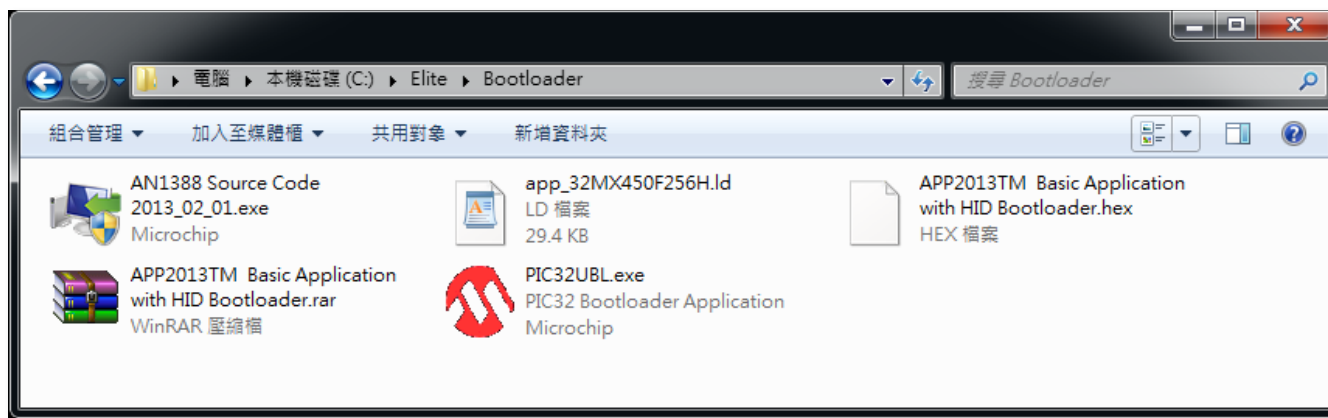 電腦 本機磁碟 (C:) Elite Bootloader 搜尋 Bootloader
組合管理 加入至媒體櫃 共用對象 新增資料夾
AN1388 Source Code
2013_02_01.exe
Microchip
app_32MX450F256H.ld
LD 檔案
29.4 KB
APP2013TM  Basic Application
with HID Bootloader.hex
HEX 檔案
APP2013TM  Basic Application
with HID Bootloader.rar
WinRAR 壓縮檔
PIC32UBL.exe
PIC32 Bootloader Application
Microchip